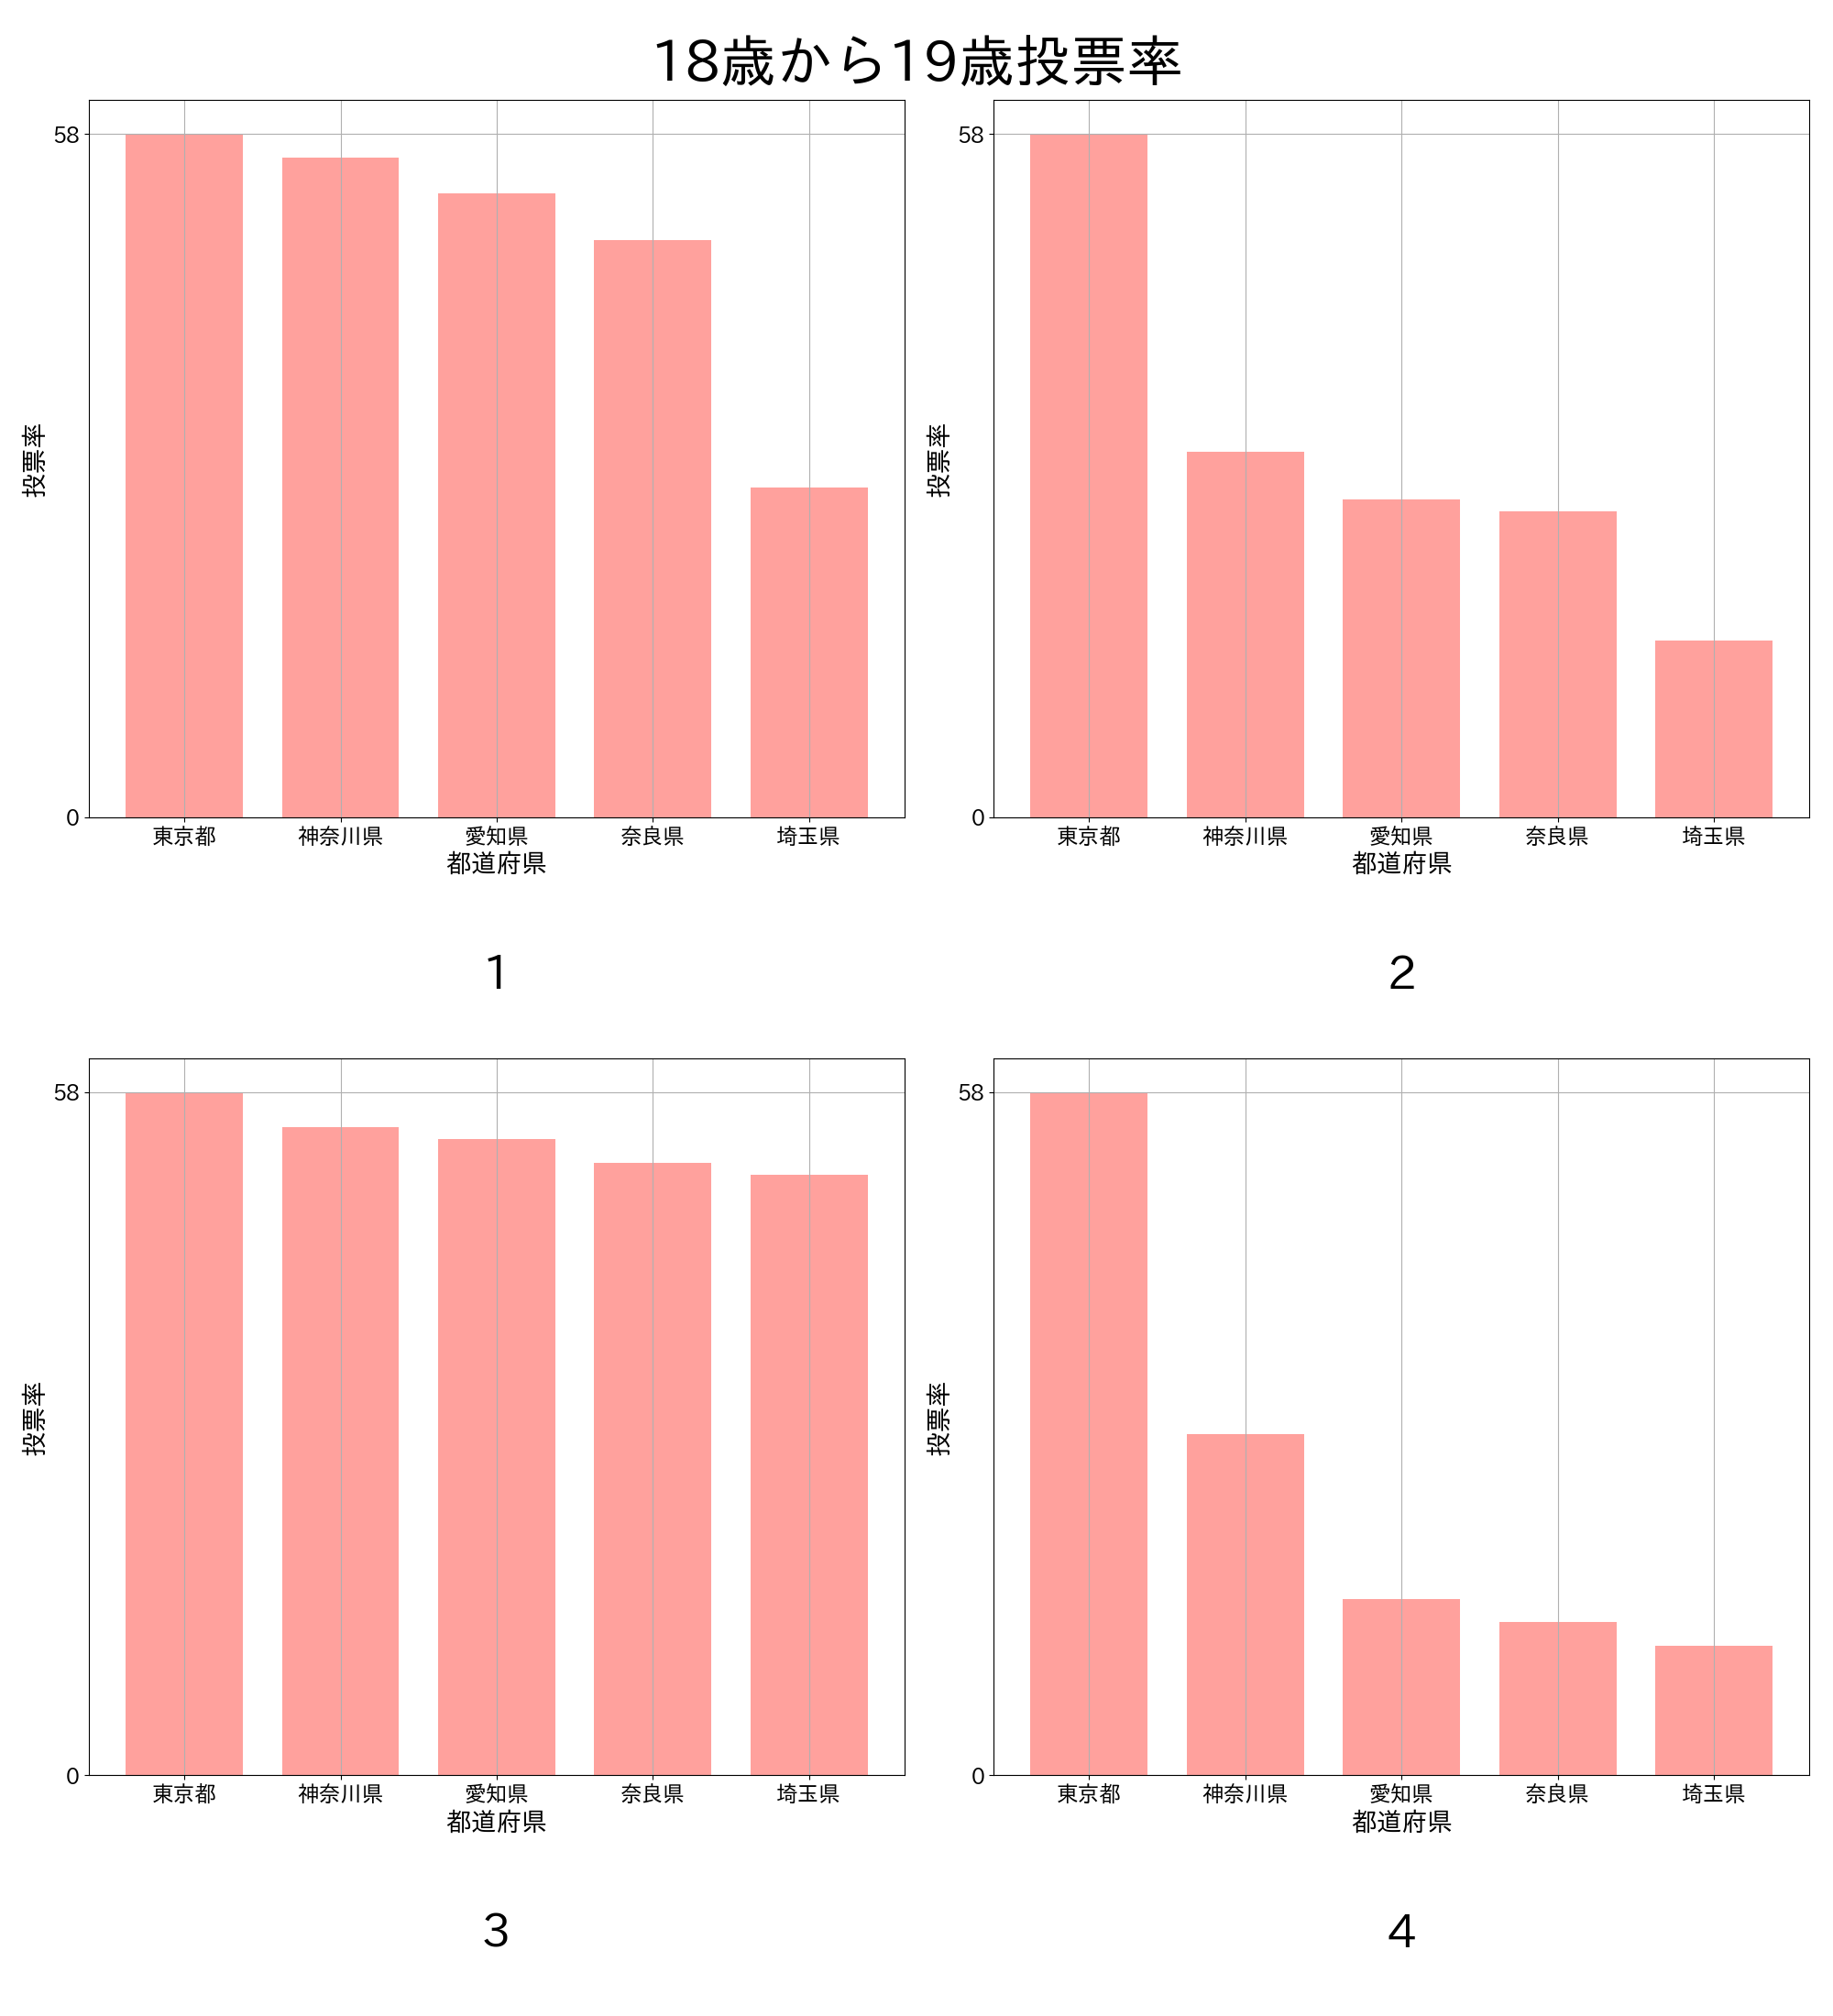 18歳から19歳投票率
58
0
投票率
東京都 神奈川県 愛知県 奈良県 埼玉県
都道府県
1
58
0
投票率
東京都 神奈川県 愛知県 奈良県 埼玉県
都道府県
2
58
0
投票率
東京都 神奈川県 愛知県 奈良県 埼玉県
都道府県
3
58
0
投票率
東京都 神奈川県 愛知県 奈良県 埼玉県
都道府県
4